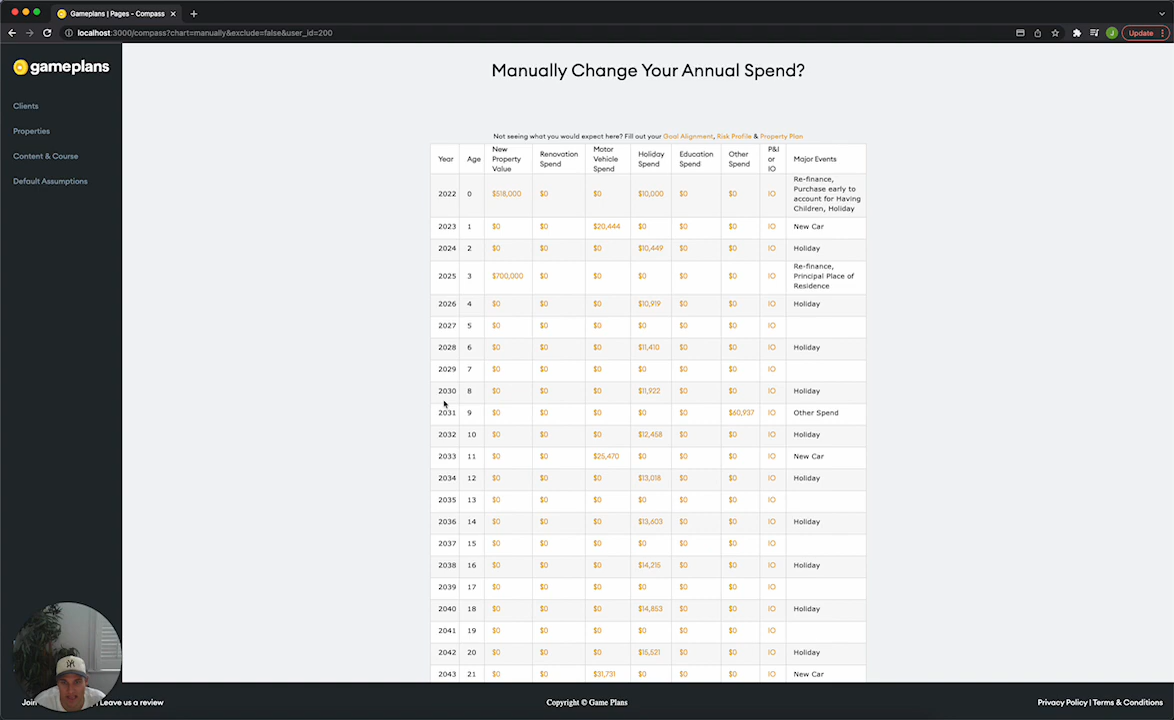 Gameplans | Pages - Compass
localhost:3000/compass?chart=manually&exclude=false&user_id=200
J
Update
gameplans
Clients
Properties
Content & Course
Default Assumptions
Manually Change Your Annual Spend?
Not seeing what you would expect here? Fill out your Goal Alignment, Risk Profile & Property Plan
Year Age New Property Value Renovation Spend Motor Vehicle Spend Holiday Spend Education Spend Other Spend P&I or IO Major Events
2022 0 $518,000 $0 $0 $10,000 $0 $0 IO Re-finance, Purchase early to account for Having Children, Holiday
2023 1 $0 $0 $20,444 $0 $0 $0 IO New Car
2024 2 $0 $0 $0 $10,449 $0 $0 IO Holiday
2025 3 $700,000 $0 $0 $0 $0 $0 IO Re-finance, Principal Place of Residence
2026 4 $0 $0 $0 $10,919 $0 $0 IO Holiday
2027 5 $0 $0 $0 $0 $0 $0 IO
2028 6 $0 $0 $0 $11,410 $0 $0 IO Holiday
2029 7 $0 $0 $0 $0 $0 $0 IO
2030 8 $0 $0 $0 $11,922 $0 $0 IO Holiday
2031 9 $0 $0 $0 $0 $0 $60,937 IO Other Spend
2032 10 $0 $0 $0 $12,458 $0 $0 IO Holiday
2033 11 $0 $0 $25,470 $0 $0 $0 IO New Car
2034 12 $0 $0 $0 $13,018 $0 $0 IO Holiday
2035 13 $0 $0 $0 $0 $0 $0 IO
2036 14 $0 $0 $0 $13,603 $0 $0 IO Holiday
2037 15 $0 $0 $0 $0 $0 $0 IO
2038 16 $0 $0 $0 $14,215 $0 $0 IO Holiday
2039 17 $0 $0 $0 $0 $0 $0 IO
2040 18 $0 $0 $0 $14,853 $0 $0 IO Holiday
2041 19 $0 $0 $0 $0 $0 $0 IO
2042 20 $0 $0 $0 $15,521 $0 $0 IO Holiday
2043 21 $0 $0 $31,731 $0 $0 $0 IO New Car
Join | Leave us a review
Copyright © Game Plans
Privacy Policy | Terms & Conditions